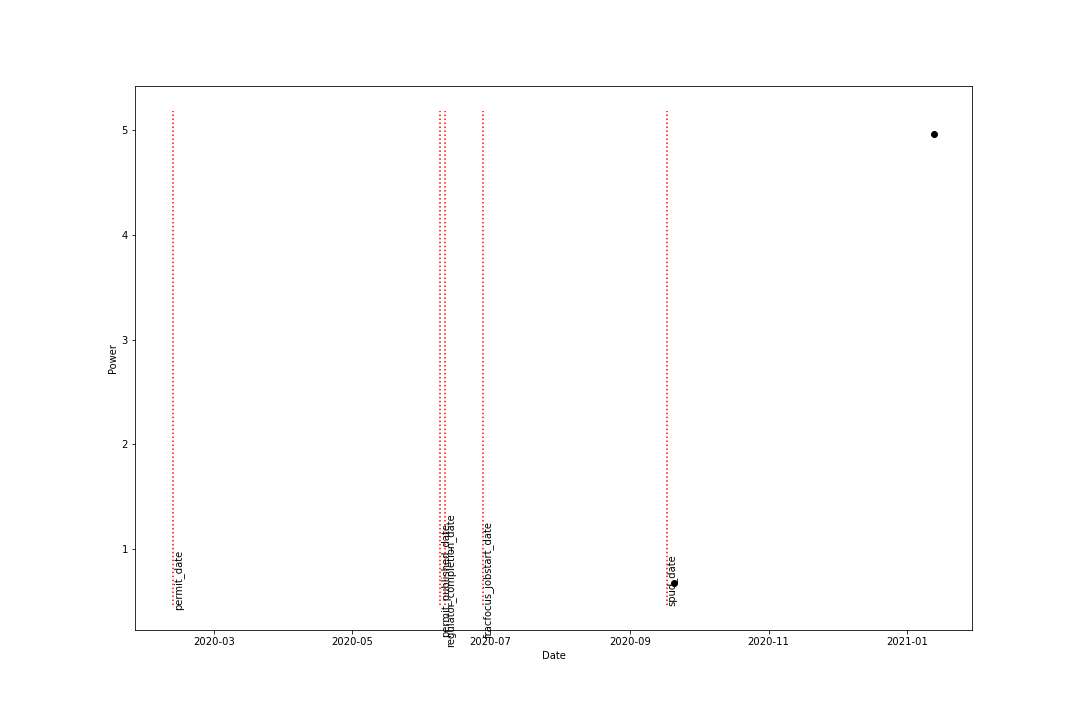 5
4
3
2
1
Power
permit_date
permit_published_date
regulator_completion_date
fracfocus_jobstart_date
spud_date
2020-03
2020-05
2020-07
2020-09
2020-11
2021-01
Date